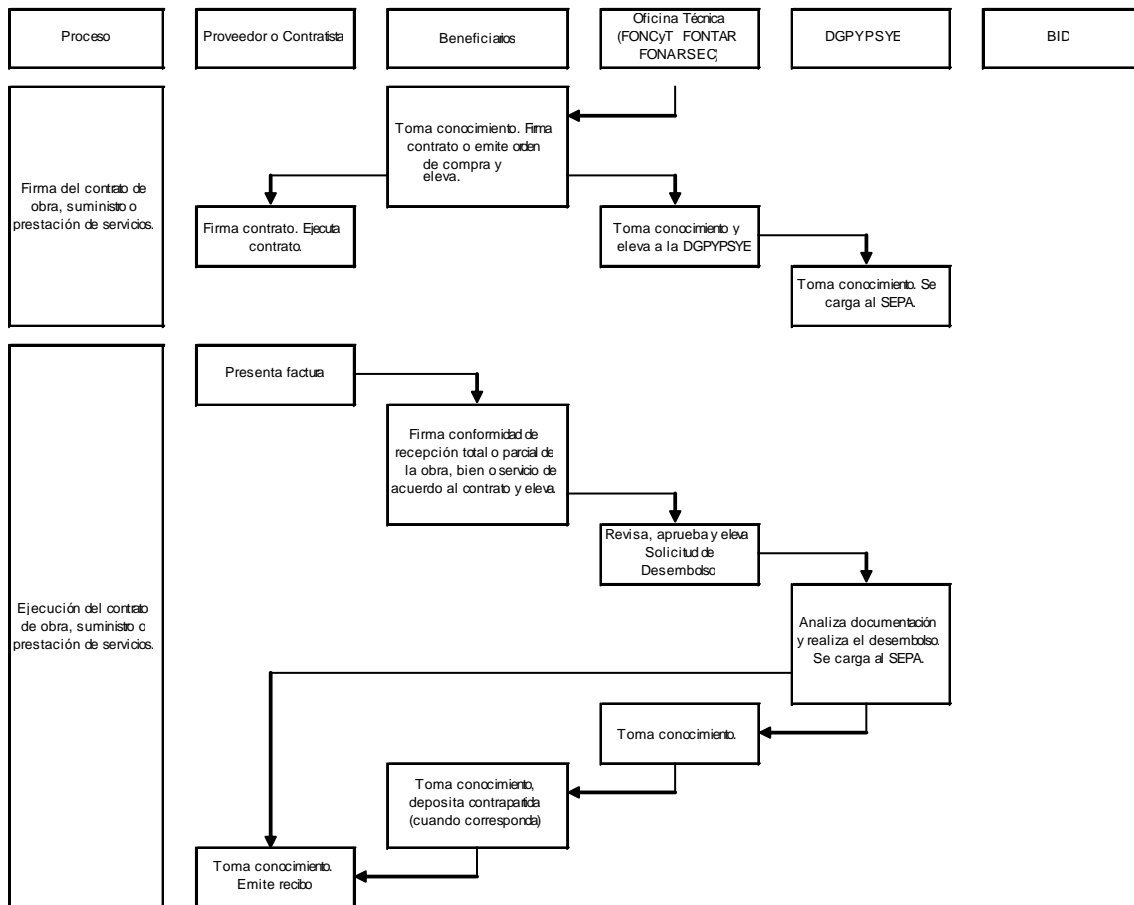 Proceso
Proveedor o Contratista
Beneficiarios
Oficina Técnica
(FONCyT FONTAR
FONARSEC)
DGPYPSYE
BID
Firma del contrato de
obra, suministro o
prestación de servicios.
Toma conocimiento. Firma
contrato o emite orden
de compra y
eleva.
Firma contrato. Ejecuta
contrato.
Toma conocimiento y
eleva a la DGPYPSYE
Toma conocimiento. Se
carga al SEPA.
Ejecución del contrato
de obra, suministro o
prestación de servicios.
Presenta factura
Firma conformidad de
recepción total o parcial de
la obra, bien o servicio de
acuerdo al contrato y eleva.
Revisa, aprueba y eleva
Solicitud de
Desembolso
Analiza documentación
y realiza el desembolso.
Se carga al SEPA.
Toma conocimiento.
Toma conocimiento,
deposita contrapartida
(cuando corresponda)
Toma conocimiento.
Emite recibo